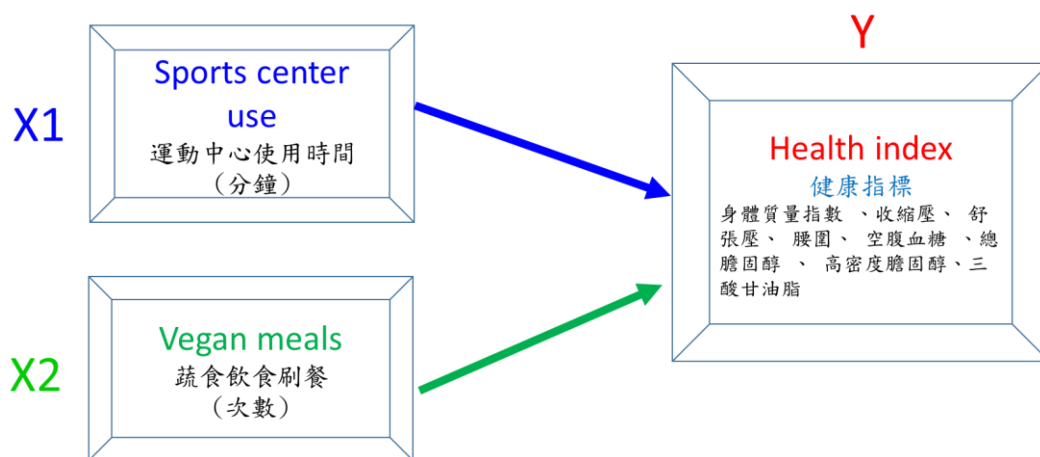 X1
Sports center
use
運動中心使用時間
（分鐘）
X2
Vegan meals
蔬食飲食刷餐
（次數）
Y
Health index
健康指標
身體質量指數 、收縮壓、 舒
張壓、 腰圍、 空腹血糖 、總
膽固醇 、 高密度膽固醇、三
酸甘油脂